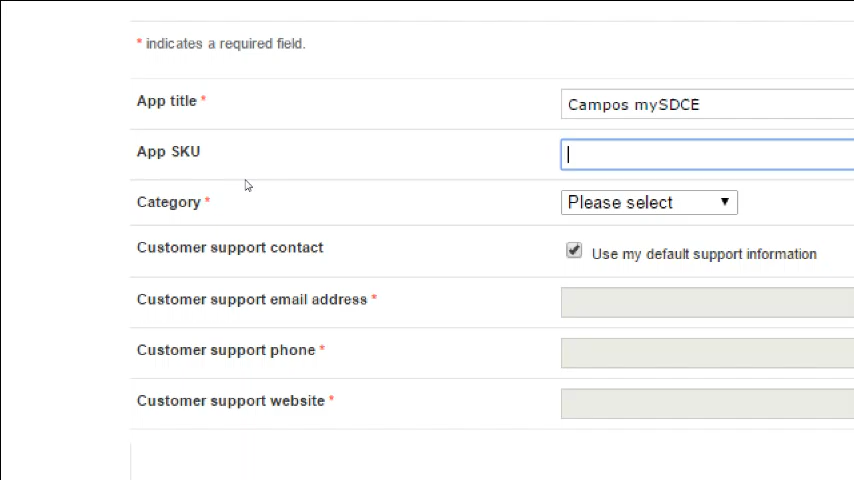 * indicates a required field.
App title *
Campos mySDCE
App SKU
Category *
Please select
Customer support contact
Use my default support information
Customer support email address *
Customer support phone *
Customer support website *